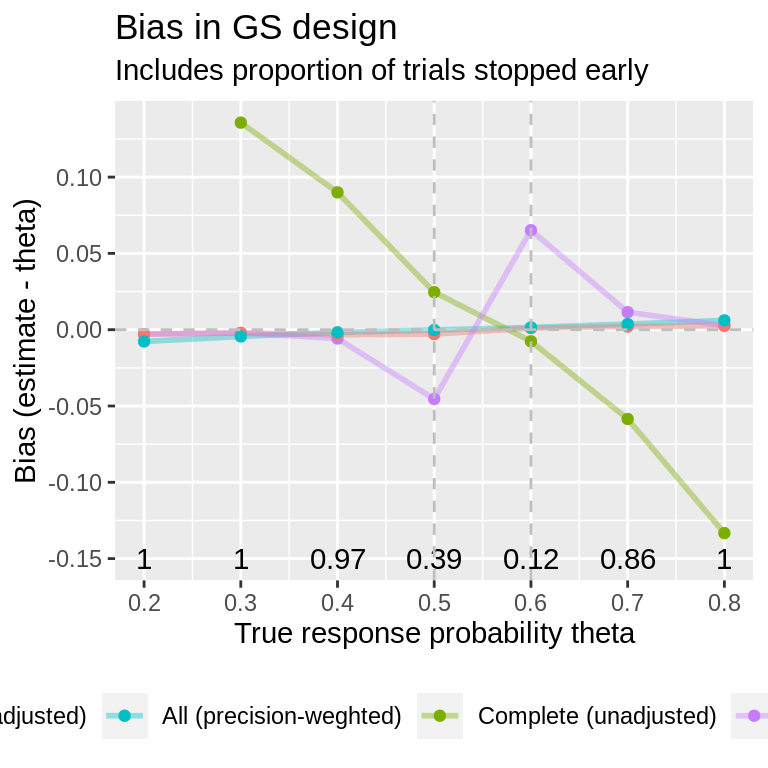 Bias in GS design
Includes proportion of trials stopped early
Bias (estimate - theta)
0.10
0.05
0.00
-0.05
-0.10
-0.15
1 1 0.97 0.39 0.12 0.86 1
0.2 0.3 0.4 0.5 0.6 0.7 0.8
True response probability theta
adjusted) All (precision-weghted) Complete (unadjusted)